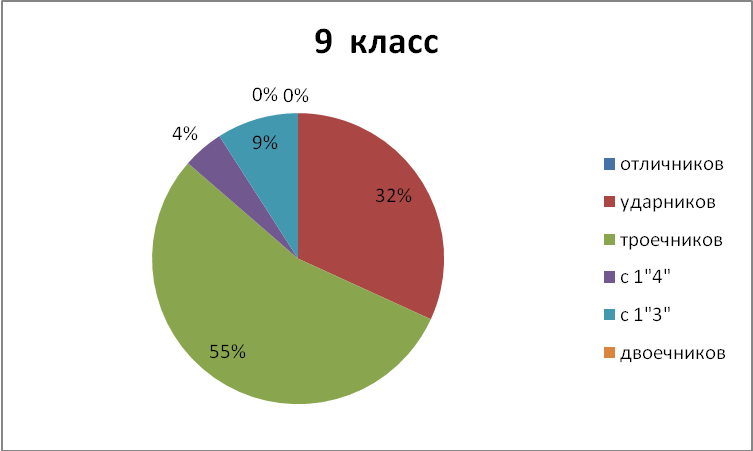 9 класс
0% 0%
4%
9%
32%
55%
отличников
ударников
троечников
с 1"4"
с 1"3"
двоечников